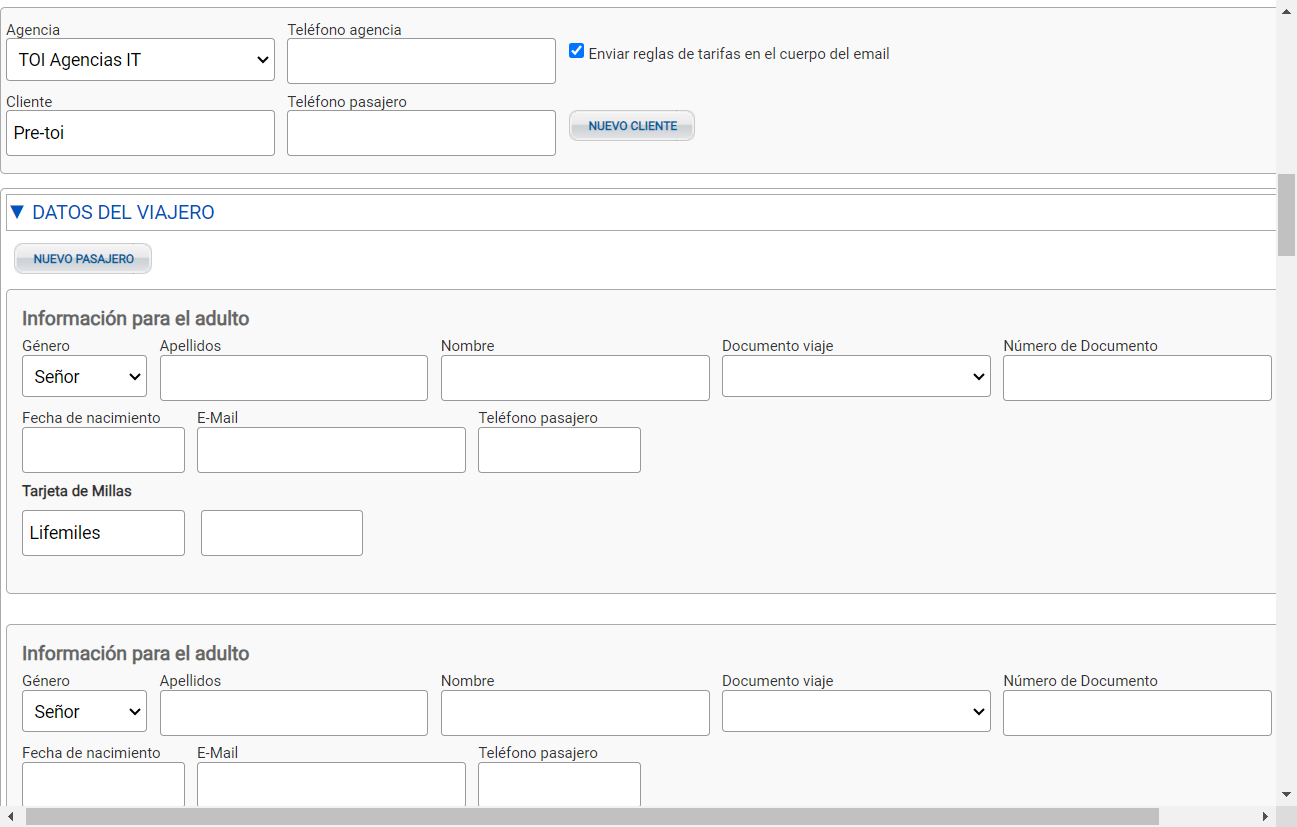 Agencia Teléfono agencia
TOI Agencias IT
Enviar reglas de tarifas en el cuerpo del email
Cliente Teléfono pasajero
Pre-toi
NUEVO CLIENTE
▼ DATOS DEL VIAJERO
NUEVO PASAJERO
Información para el adulto
Género Apellidos Nombre Documento viaje Número de Documento
Señor
Fecha de nacimiento E-Mail Teléfono pasajero
Tarjeta de Millas
Lifemiles
Información para el adulto
Género Apellidos Nombre Documento viaje Número de Documento
Señor
Fecha de nacimiento E-Mail Teléfono pasajero